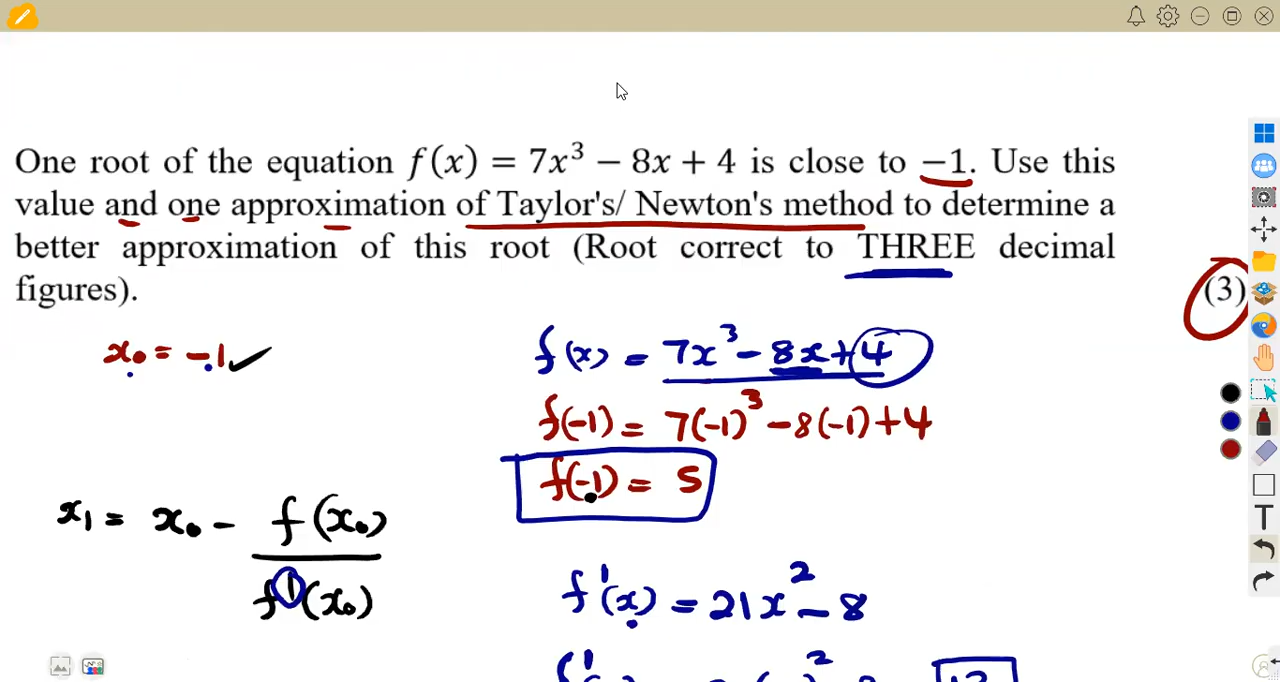 One root of the equation f(x) = 7x³ − 8x + 4 is close to −1. Use this
value and one approximation of Taylor's/ Newton's method to determine a
better approximation of this root (Root correct to THREE decimal
figures).
(3)
x₀ = −1 ✓
f(x) = 7x³ − 8x + 4
f(−1) = 7(−1)³ − 8(−1) + 4
f(−1) = 5
x₁ = x₀ − f(x₀)
f'(x₀)
f'(x) = 21x² − 8
T